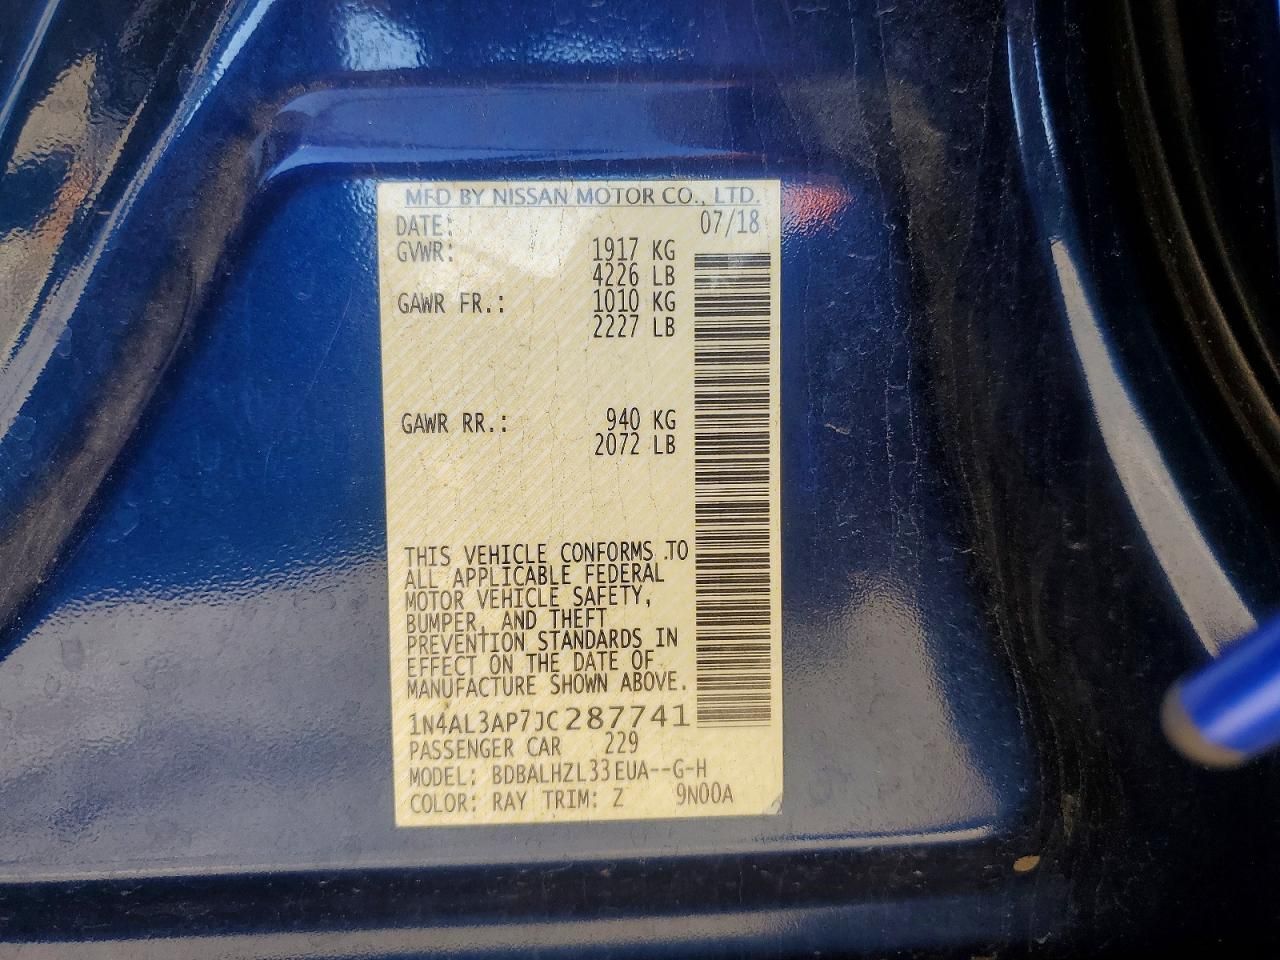 MFD BY NISSAN MOTOR CO., LTD.
DATE: 07/18
GVWR: 1917 KG
4226 LB
GAWR FR.: 1010 KG
2227 LB
GAWR RR.: 940 KG
2072 LB
THIS VEHICLE CONFORMS TO
ALL APPLICABLE FEDERAL
MOTOR VEHICLE SAFETY,
BUMPER, AND THEFT
PREVENTION STANDARDS IN
EFFECT ON THE DATE OF
MANUFACTURE SHOWN ABOVE.
1N4AL3AP7JC287741
PASSENGER CAR 229
MODEL: BDBALHZL33EUA--G-H
COLOR: RAY TRIM: Z 9N00A